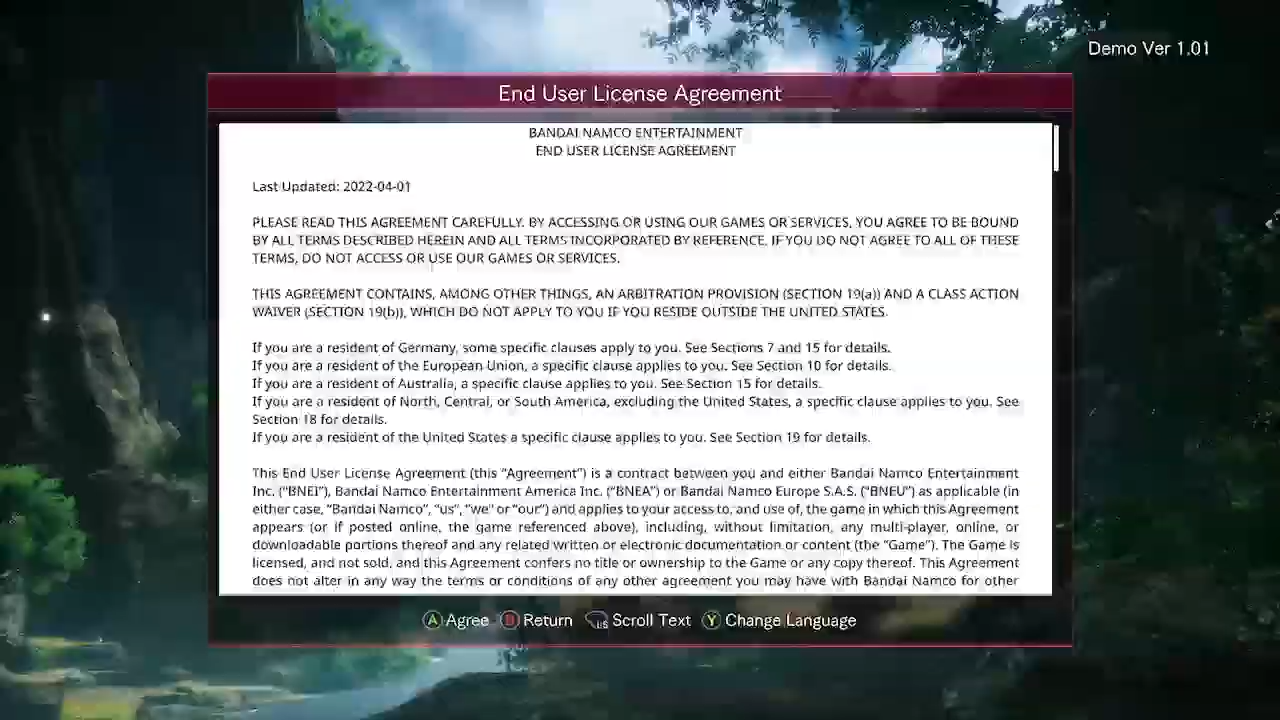 Demo Ver 1.01
End User License Agreement
BANDAI NAMCO ENTERTAINMENT
END USER LICENSE AGREEMENT
Last Updated: 2022-04-01
PLEASE READ THIS AGREEMENT CAREFULLY. BY ACCESSING OR USING OUR GAMES OR SERVICES, YOU AGREE TO BE BOUND
BY ALL TERMS DESCRIBED HEREIN AND ALL TERMS INCORPORATED BY REFERENCE. IF YOU DO NOT AGREE TO ALL OF THESE
TERMS, DO NOT ACCESS OR USE OUR GAMES OR SERVICES.
THIS AGREEMENT CONTAINS, AMONG OTHER THINGS, AN ARBITRATION PROVISION (SECTION 19(a)) AND A CLASS ACTION
WAIVER (SECTION 19(b)), WHICH DO NOT APPLY TO YOU IF YOU RESIDE OUTSIDE THE UNITED STATES.
If you are a resident of Germany, some specific clauses apply to you. See Sections 7 and 15 for details.
If you are a resident of the European Union, a specific clause applies to you. See Section 10 for details.
If you are a resident of Australia, a specific clause applies to you. See Section 15 for details.
If you are a resident of North, Central, or South America, excluding the United States, a specific clause applies to you. See
Section 18 for details.
If you are a resident of the United States a specific clause applies to you. See Section 19 for details.
This End User License Agreement (this “Agreement”) is a contract between you and either Bandai Namco Entertainment
Inc. (“BNEI”), Bandai Namco Entertainment America Inc. (“BNEA”) or Bandai Namco Europe S.A.S. (“BNEU”) as applicable (in
either case, “Bandai Namco”, “us”, “we” or “our”) and applies to your access to, and use of, the game in which this Agreement
appears (or if posted online, the game referenced above), including, without limitation, any multi-player, online, or
downloadable portions thereof and any related written or electronic documentation or content (the “Game”). The Game is
licensed, and not sold, and this Agreement confers no title or ownership to the Game or any copy thereof. This Agreement
does not alter in any way the terms or conditions of any other agreement you may have with Bandai Namco for other
A Agree B Return LS Scroll Text Y Change Language